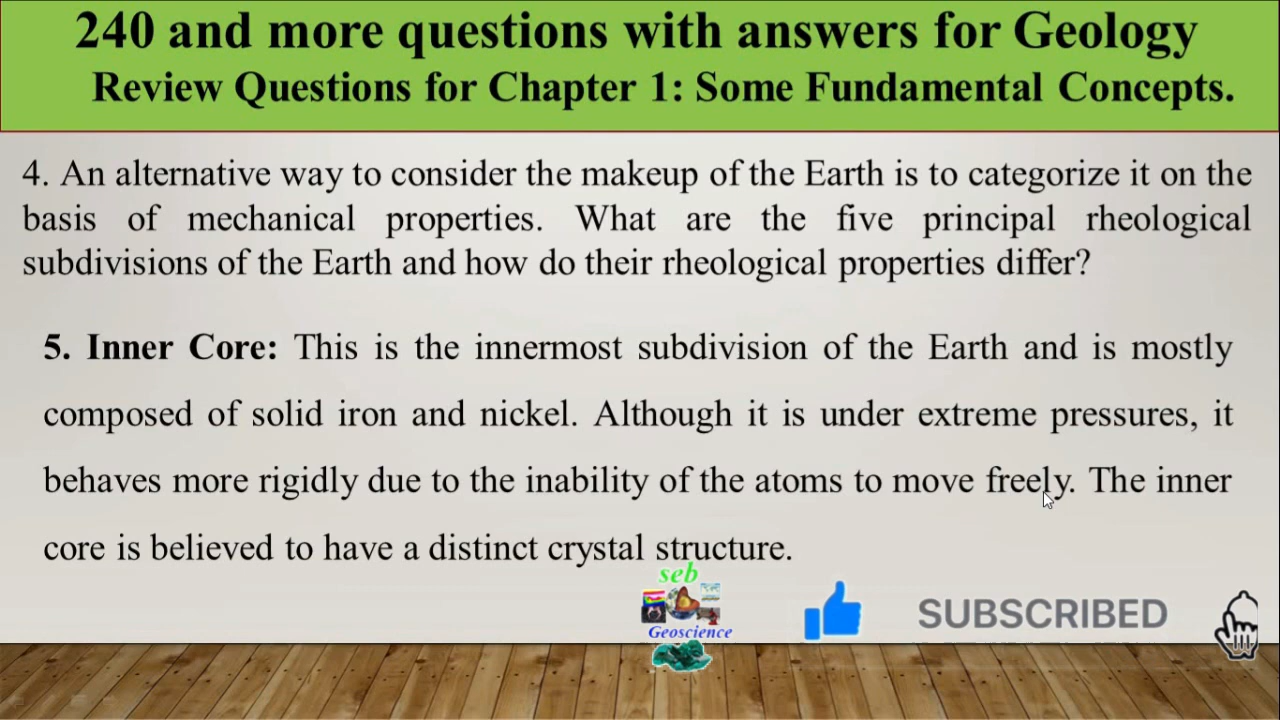 240 and more questions with answers for Geology
Review Questions for Chapter 1: Some Fundamental Concepts.
4. An alternative way to consider the makeup of the Earth is to categorize it on the
basis of mechanical properties. What are the five principal rheological
subdivisions of the Earth and how do their rheological properties differ?
5. Inner Core: This is the innermost subdivision of the Earth and is mostly
composed of solid iron and nickel. Although it is under extreme pressures, it
behaves more rigidly due to the inability of the atoms to move freely. The inner
core is believed to have a distinct crystal structure.
seb
Geoscience
SUBSCRIBED